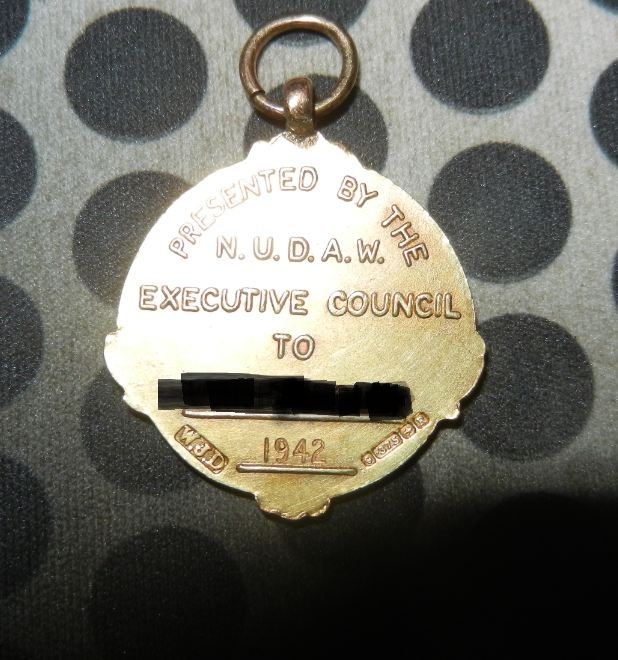 PRESENTED BY THE
N.U.D.A.W.
EXECUTIVE COUNCIL
TO
1942
W.J.D